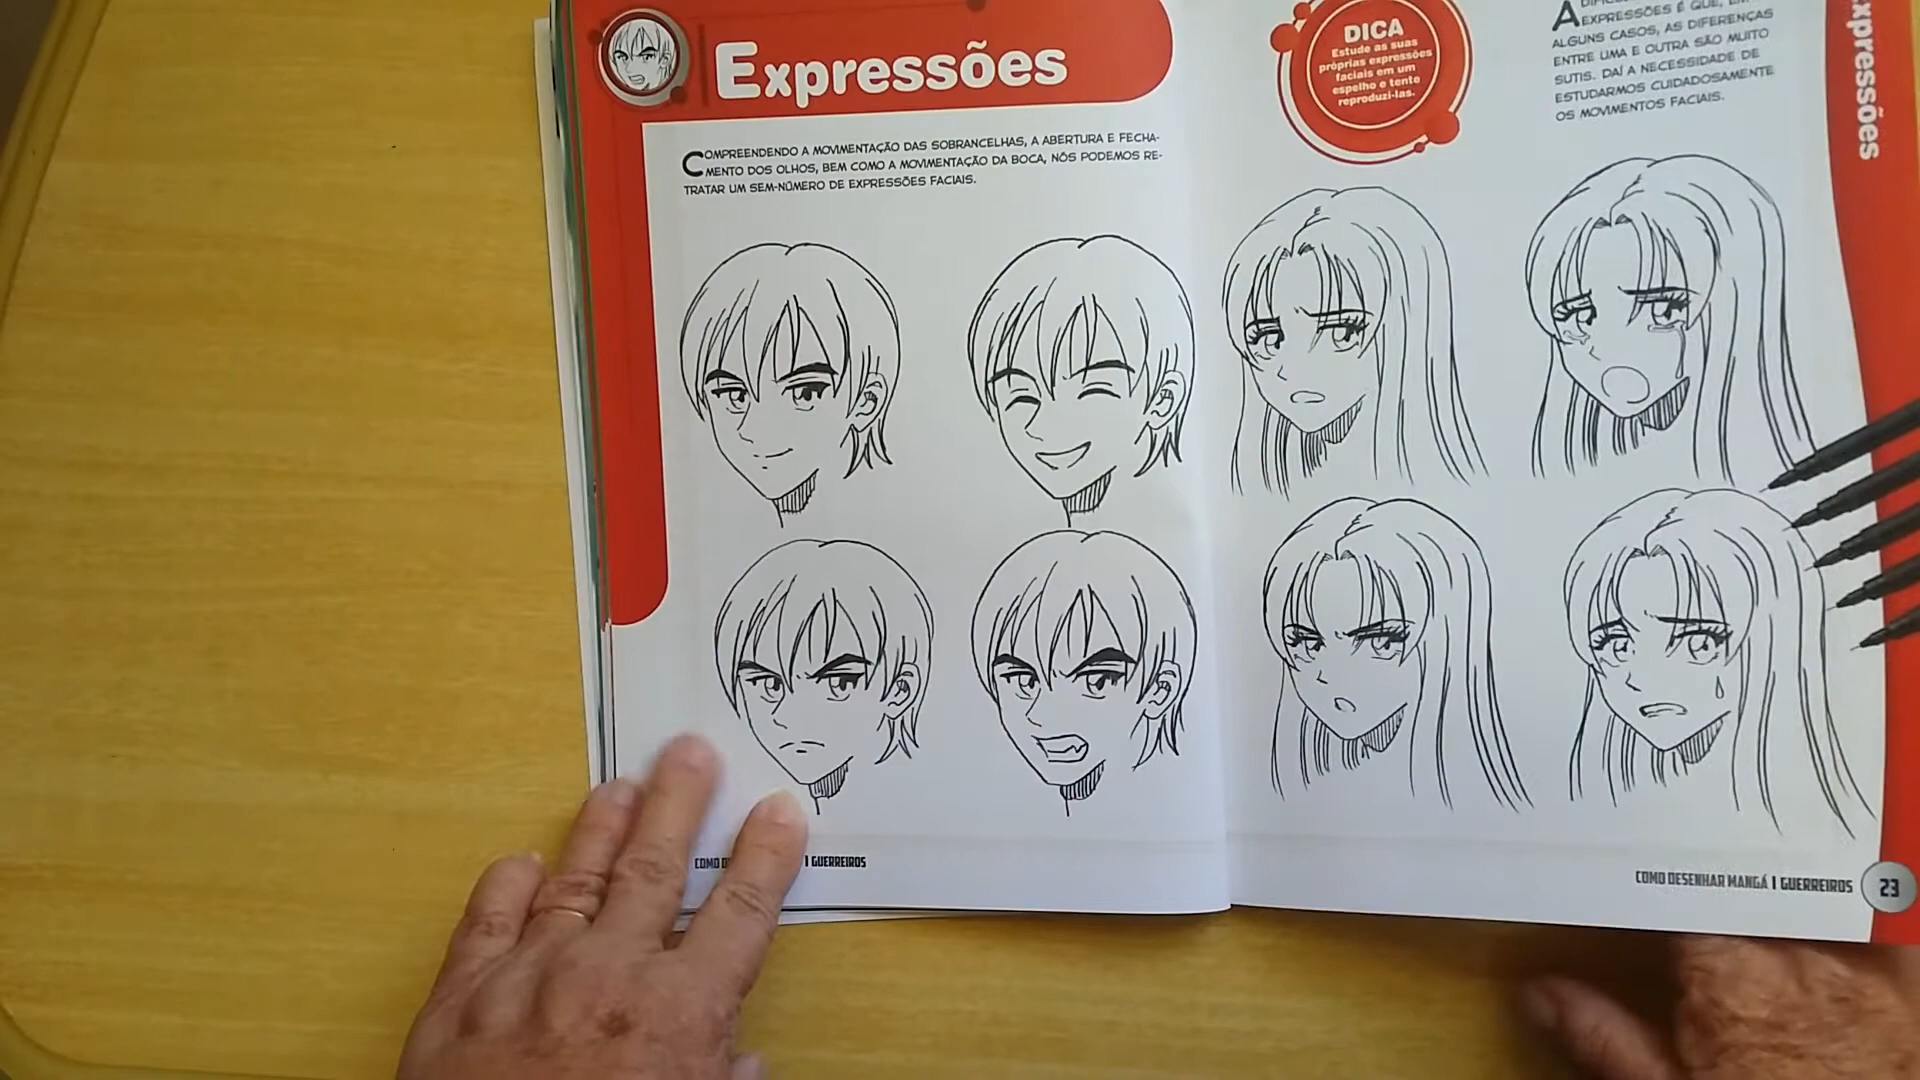 Expressões
COMPREENDENDO A MOVIMENTAÇÃO DAS SOBRANCELHAS, A ABERTURA E FECHA-
MENTO DOS OLHOS, BEM COMO A MOVIMENTAÇÃO DA BOCA, NÓS PODEMOS RE-
TRATAR UM SEM-NÚMERO DE EXPRESSÕES FACIAIS.
COMO
| GUERREIROS
DICA
Estude as suas
próprias expressões
faciais em um
espelho e tente
reproduzi-las.
A
EXPRESSÕES É QUE,
ALGUNS CASOS, AS DIFERENÇAS
ENTRE UMA E OUTRA SÃO MUITO
SUTIS. DAÍ A NECESSIDADE DE
ESTUDARMOS CUIDADOSAMENTE
OS MOVIMENTOS FACIAIS.
xpressões
COMO DESENHAR MANGÁ | GUERREIROS
23